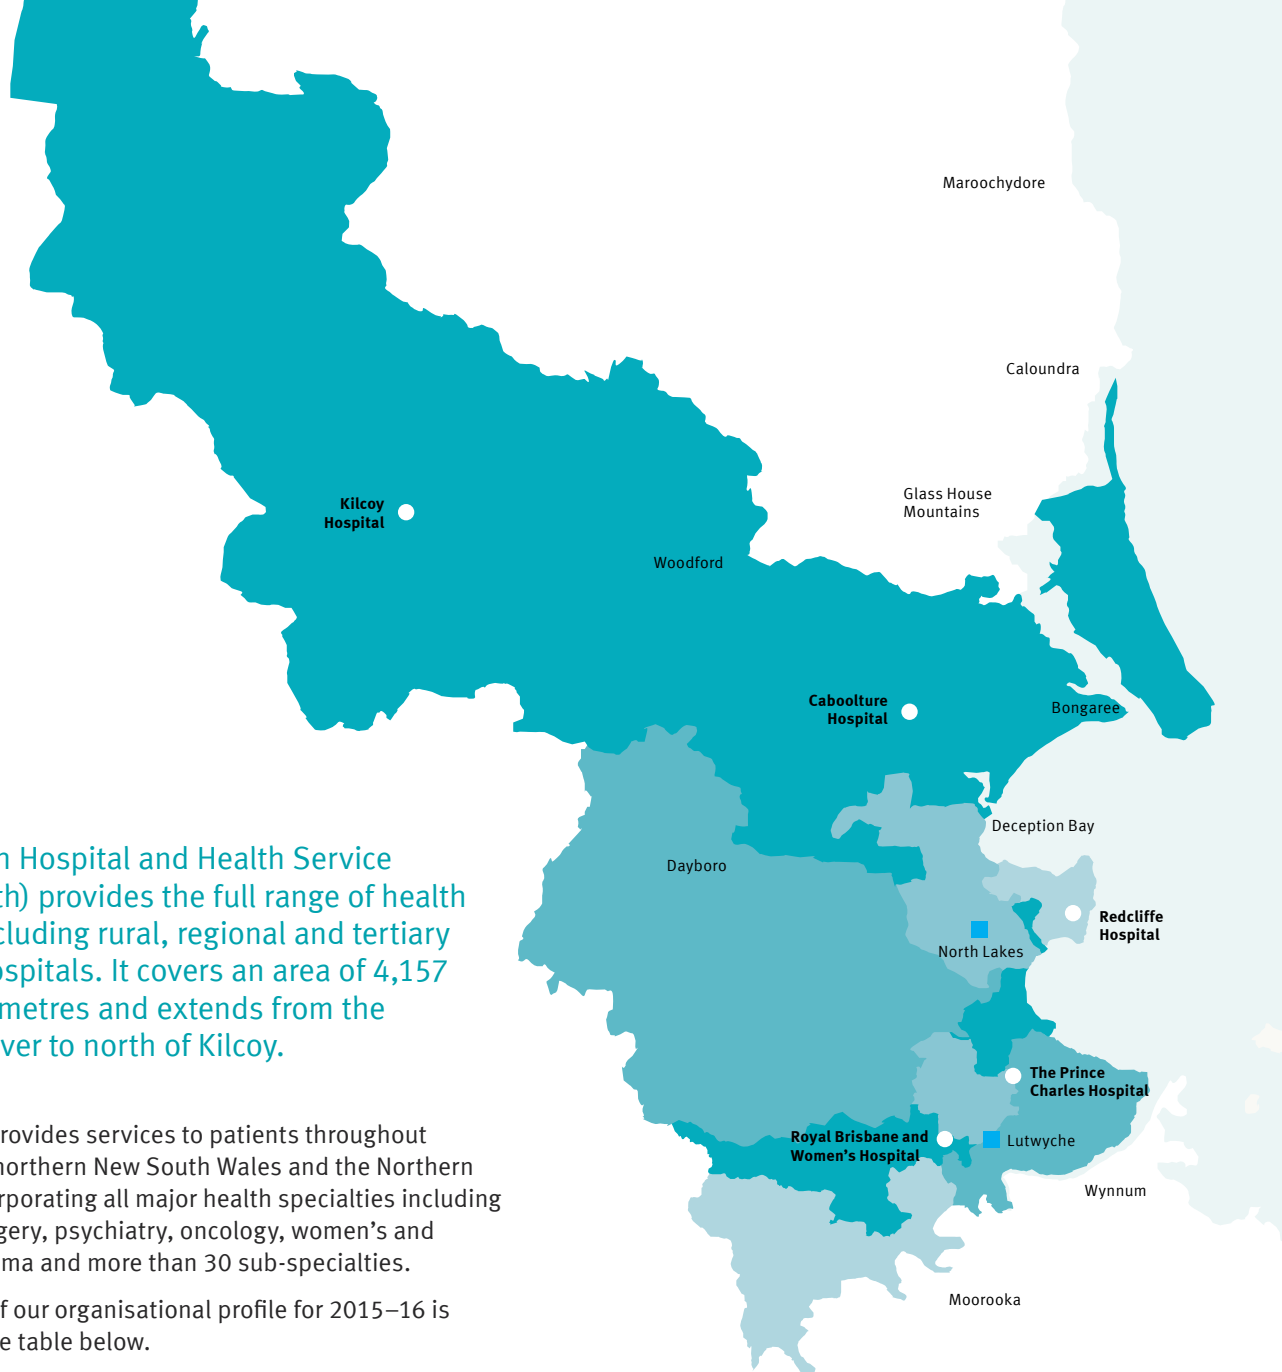 Maroochydore
Caloundra
Glass House
Mountains
Kilcoy
Hospital
Woodford
Caboolture
Hospital
Bongaree
Deception Bay
Dayboro
Redcliffe
Hospital
North Lakes
The Prince
Charles Hospital
Royal Brisbane and
Women’s Hospital
Lutwyche
Wynnum
Moorooka
n Hospital and Health Service
th) provides the full range of health
cluding rural, regional and tertiary
ospitals. It covers an area of 4,157
metres and extends from the
ver to north of Kilcoy.
rovides services to patients throughout
northern New South Wales and the Northern
rporating all major health specialties including
gery, psychiatry, oncology, women’s and
ma and more than 30 sub-specialties.
f our organisational profile for 2015–16 is
e table below.